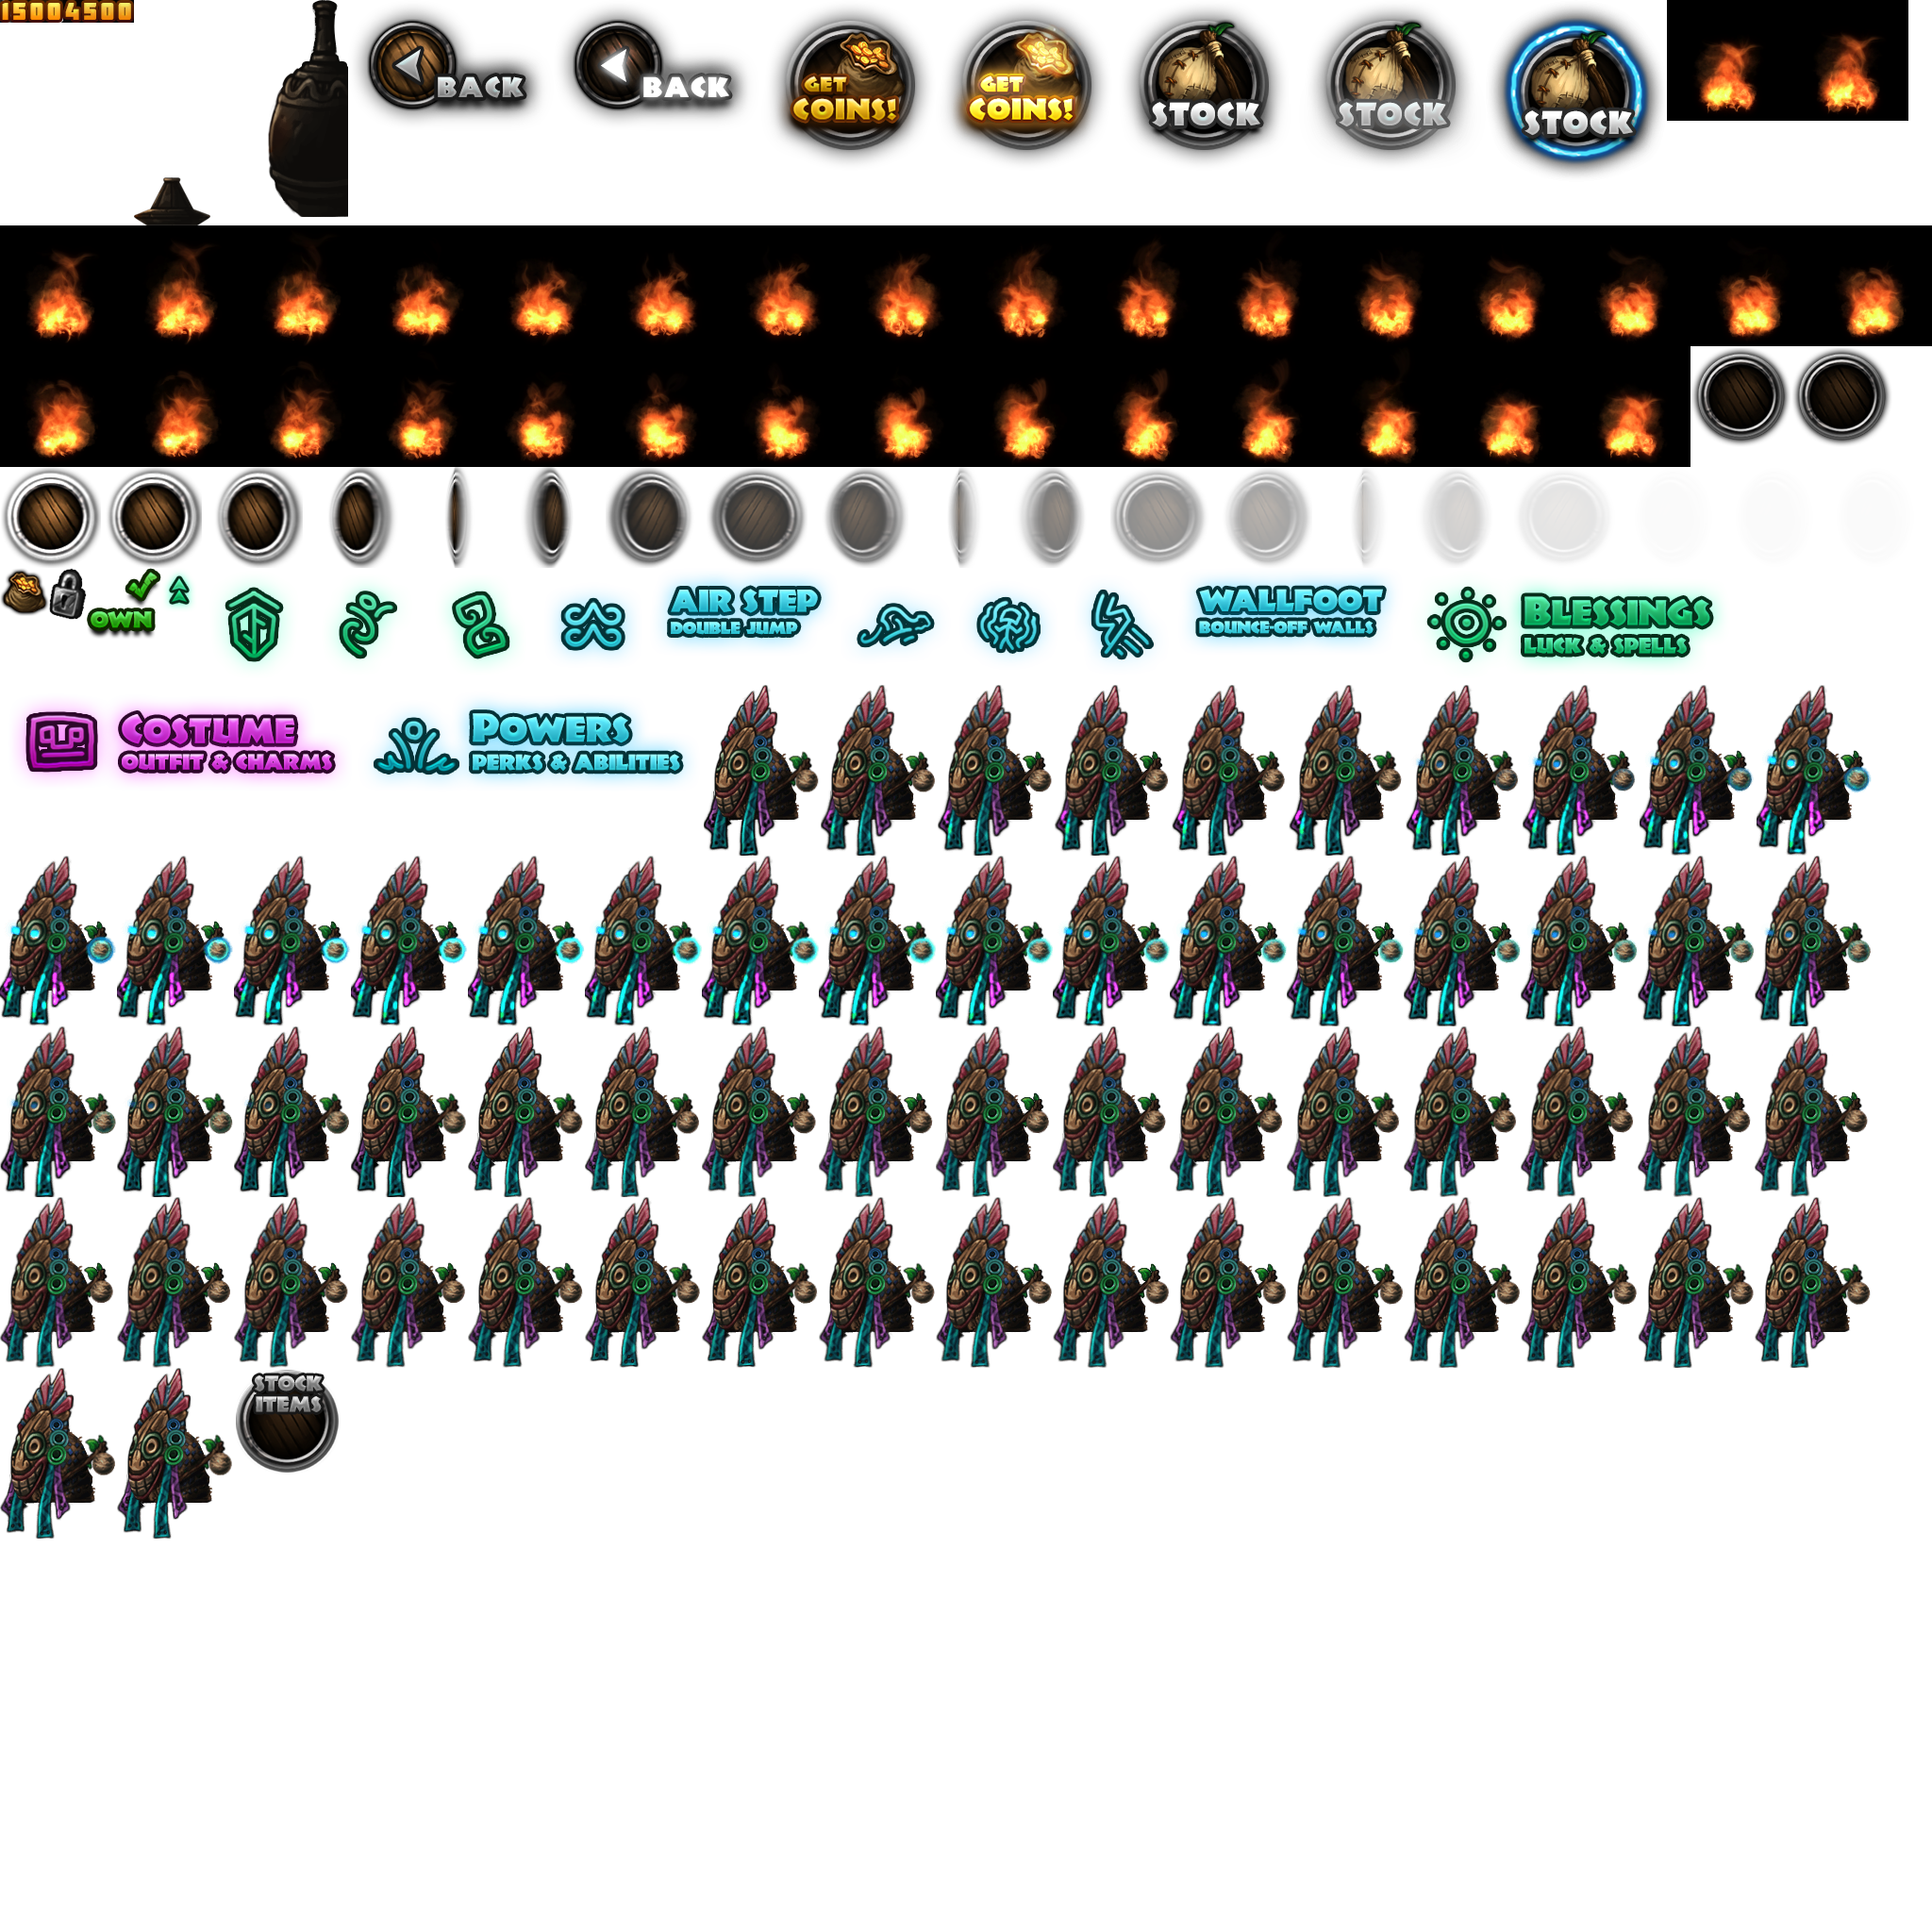 15004500
BACK
BACK
GET
COINS!
GET
COINS!
STOCK
STOCK
STOCK
OWN
AIR STEP
DOUBLE JUMP
WALLFOOT
BOUNCE-OFF WALLS
BLESSINGS
LUCK & SPELLS
COSTUME
OUTFIT & CHARMS
POWERS
PERKS & ABILITIES
STOCK
ITEMS